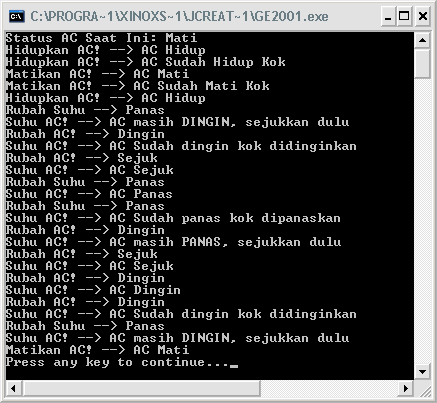 C:\PROGRA~1\XINOXS~1\JCREAT~1\GE2001.exe
Status AC Saat Ini: Mati
Hidupkan AC! --> AC Hidup
Hidupkan AC! --> AC Sudah Hidup Kok
Matikan AC! --> AC Mati
Matikan AC! --> AC Sudah Mati Kok
Hidupkan AC! --> AC Hidup
Rubah Suhu --> Panas
Suhu AC! --> AC masih DINGIN, sejukkan dulu
Rubah AC! --> Dingin
Suhu AC! --> AC Sudah dingin kok didinginkan
Rubah AC! --> Sejuk
Suhu AC! --> AC Sejuk
Rubah Suhu --> Panas
Suhu AC! --> AC Panas
Rubah Suhu --> Panas
Suhu AC! --> AC Sudah panas kok dipanaskan
Rubah AC! --> Dingin
Suhu AC! --> AC masih PANAS, sejukkan dulu
Rubah AC! --> Sejuk
Suhu AC! --> AC Sejuk
Rubah AC! --> Dingin
Suhu AC! --> AC Dingin
Rubah AC! --> Dingin
Suhu AC! --> AC Sudah dingin kok didinginkan
Rubah Suhu --> Panas
Suhu AC! --> AC masih DINGIN, sejukkan dulu
Matikan AC! --> AC Mati
Press any key to continue..._